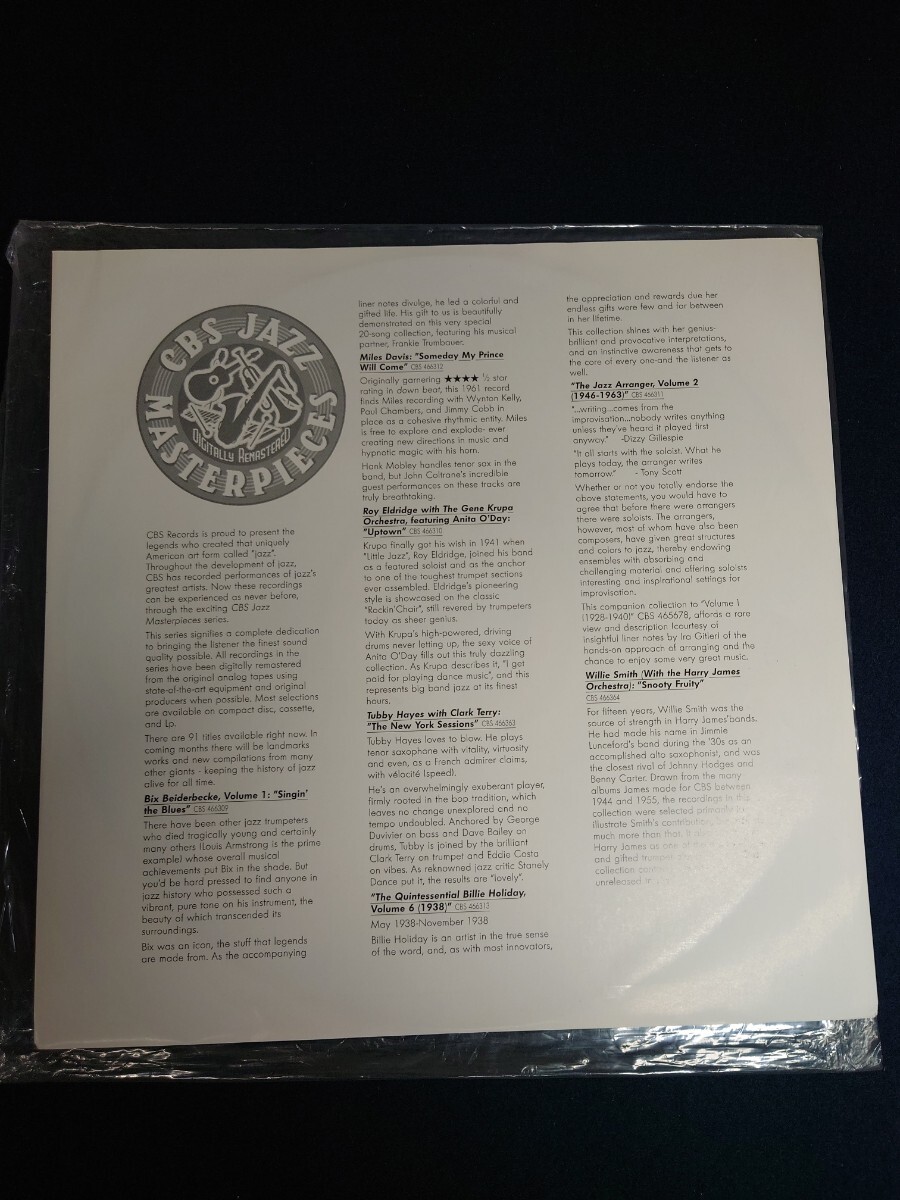 CBS JAZZ
MASTERPIECES
DIGITALLY REMASTERED
CBS Records is proud to present the
legends who created that uniquely
American art form called "jazz".
Throughout the development of jazz,
CBS has recorded performances of jazz's
greatest artists. Now these recordings
can be experienced as never before,
through the exciting CBS Jazz
Masterpieces series.
This series signifies a complete dedication
to bringing the listener the finest sound
quality possible. All recordings in the
series have been digitally remastered
from the original analog tapes using
state-of-the-art equipment and original
producers when possible. Most selections
are available on compact disc, cassette,
and Lp.
There are 91 titles available right now. In
coming months there will be landmarks
works and new compilations from many
other giants - keeping the history of jazz
alive for all time.
Bix Beiderbecke, Volume 1: "Singin'
the Blues" CBS 466309
There have been other jazz trumpeters
who died tragically young and certainly
many others (Louis Armstrong is the prime
example) whose overall musical
achievements put Bix in the shade. But
you'd be hard pressed to find anyone in
jazz history who possessed such a
vibrant, pure tone on his instrument, the
beauty of which transcended its
surroundings.
Bix was an icon, the stuff that legends
are made from. As the accompanying
liner notes divulge, he led a colorful and
gifted life. His gift to us is beautifully
demonstrated on this very special
20-song collection, featuring his musical
partner, Frankie Trumbauer.
Miles Davis: "Someday My Prince
Will Come" CBS 466312
Originally garnering ★★★★ ½ star
rating in down beat, this 1961 record
finds Miles recording with Wynton Kelly,
Paul Chambers, and Jimmy Cobb in
place as a cohesive rhythmic entity. Miles
is free to explore and explode- ever
creating new directions in music and
hypnotic magic with his horn.
Hank Mobley handles tenor sax in the
band, but John Coltrane's incredible
guest performances on these tracks are
truly breathtaking.
Roy Eldridge with The Gene Krupa
Orchestra, featuring Anita O'Day:
"Uptown" CBS 466310
Krupa finally got his wish in 1941 when
"Little Jazz", Roy Eldridge, joined his band
as a featured soloist and as the anchor
to one of the toughest trumpet sections
ever assembled. Eldridge's pioneering
style is showcased on the classic
"Rockin'Chair", still revered by trumpeters
today as sheer genius.
With Krupa's high-powered, driving
drums never letting up, the sexy voice of
Anita O'Day fills out this truly dazzling
collection. As Krupa describes it, "I get
paid for playing dance music", and this
represents big band jazz at its finest
hours.
Tubby Hayes with Clark Terry:
"The New York Sessions" CBS 466363
Tubby Hayes loves to blow. He plays
tenor saxophone with vitality, virtuosity
and even, as a French admirer claims,
with vélocité (speed).
He's an overwhelmingly exuberant player,
firmly rooted in the bop tradition, which
leaves no change unexplored and no
tempo undoubled. Anchored by George
Duvivier on bass and Dave Bailey on
drums, Tubby is joined by the brilliant
Clark Terry on trumpet and Eddie Costa
on vibes. As reknowned jazz critic Stanely
Dance put it, the results are "lovely".
"The Quintessential Billie Holiday,
Volume 6 (1938)" CBS 466313
May 1938-November 1938
Billie Holiday is an artist in the true sense
of the word, and, as with most innovators,
the appreciation and rewards due her
endless gifts were few and far between
in her lifetime.
This collection shines with her genius-
brilliant and provocative interpretations,
and an instinctive awareness that gets to
the core of every one-and the listener as
well.
"The Jazz Arranger, Volume 2
(1946-1963)" CBS 466311
"...writing...comes from the
improvisation...nobody writes anything
unless they've heard it played first
anyway." -Dizzy Gillespie
"It all starts with the soloist. What he
plays today, the arranger writes
tomorrow." - Tony Scott
Whether or not you totally endorse the
above statements, you would have to
agree that before there were arrangers
there were soloists. The arrangers,
however, most of whom have also been
composers, have given great structures
and colors to jazz, thereby endowing
ensembles with absorbing and
challenging material and offering soloists
interesting and inspirational settings for
improvisation.
This companion collection to "Volume I
(1928-1940)" CBS 465678, affords a rare
view and description (courtesy of
insightful liner notes by Ira Gitler) of the
hands-on approach of arranging and the
chance to enjoy some very great music.
Willie Smith (With the Harry James
Orchestra): "Snooty Fruity"
CBS 466364
For fifteen years, Willie Smith was the
source of strength in Harry James'bands.
He had made his name in Jimmie
Lunceford's band during the '30s as an
accomplished alto saxophonist, and was
the closest rival of Johnny Hodges and
Benny Carter. Drawn from the many
albums James made for CBS between
1944 and 1955, the recordings in this
collection were selected primarily
illustrate Smith's contribution
much more than that. It
Harry James as one of
and gifted trumpet
collection
unreleased